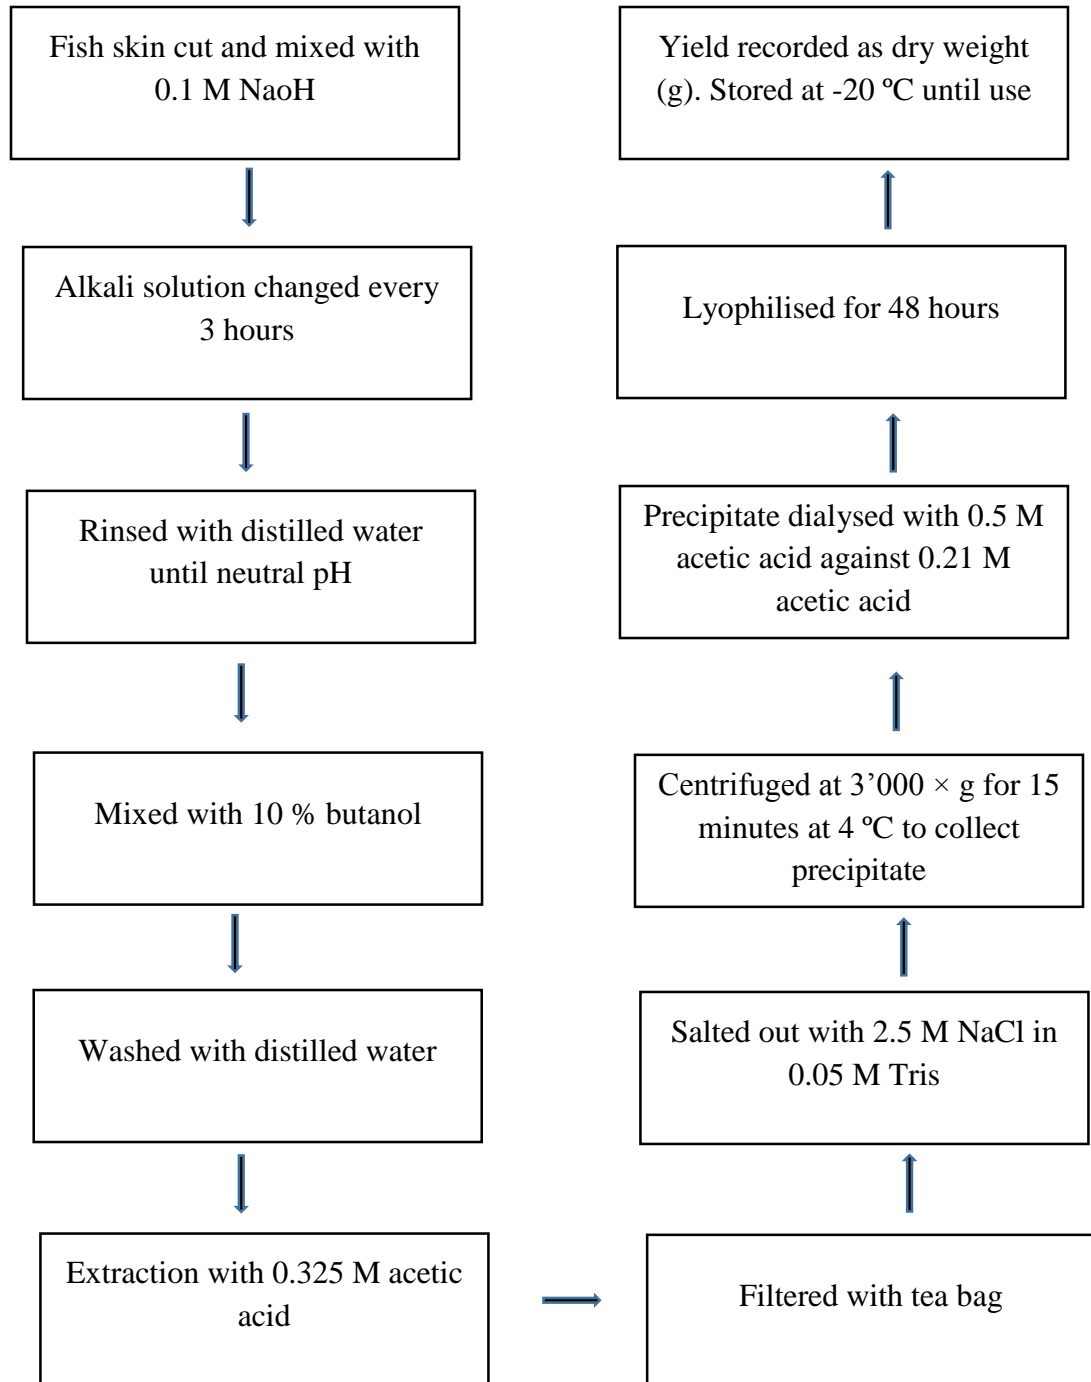 Fish skin cut and mixed with
0.1 M NaoH
Alkali solution changed every
3 hours
Rinsed with distilled water
until neutral pH
Mixed with 10 % butanol
Washed with distilled water
Extraction with 0.325 M acetic
acid
Filtered with tea bag
Salted out with 2.5 M NaCl in
0.05 M Tris
Centrifuged at 3’000 × g for 15
minutes at 4 ºC to collect
precipitate
Precipitate dialysed with 0.5 M
acetic acid against 0.21 M
acetic acid
Lyophilised for 48 hours
Yield recorded as dry weight
(g). Stored at -20 ºC until use